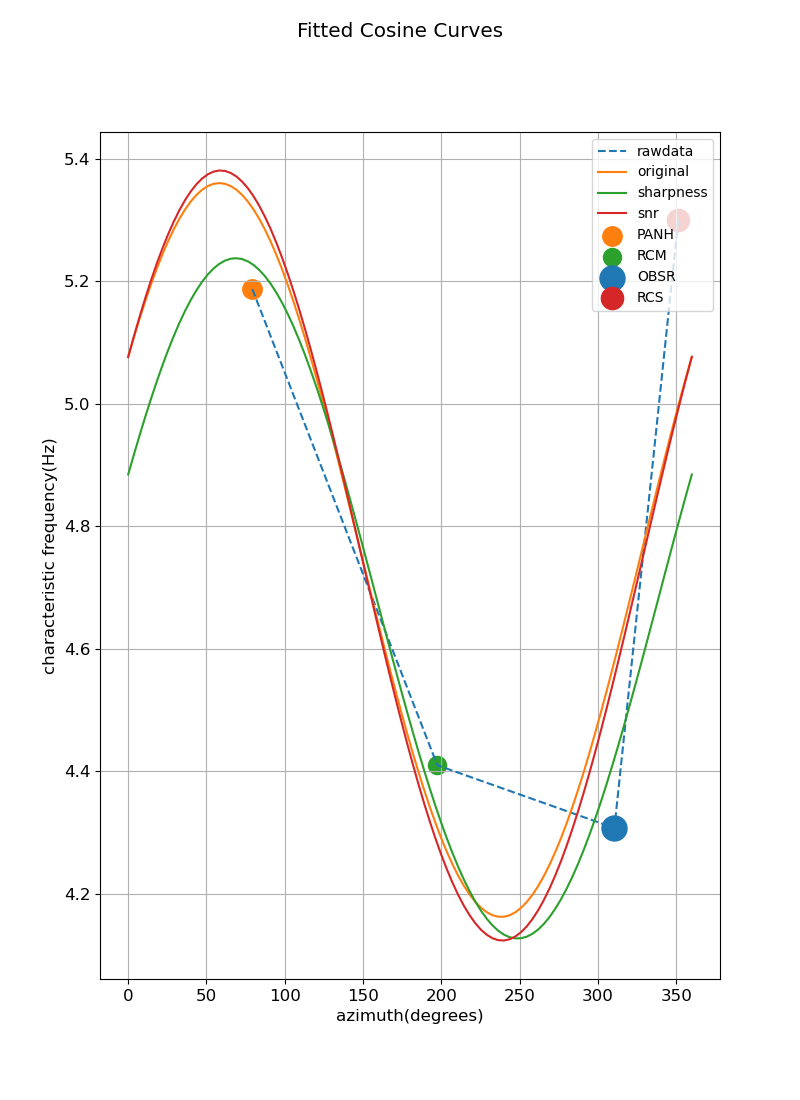 Fitted Cosine Curves
5.4
5.2
5.0
4.8
4.6
4.4
4.2
characteristic frequency(Hz)
rawdata
original
sharpness
snr
PANH
RCM
OBSR
RCS
0 50 100 150 200 250 300 350
azimuth(degrees)